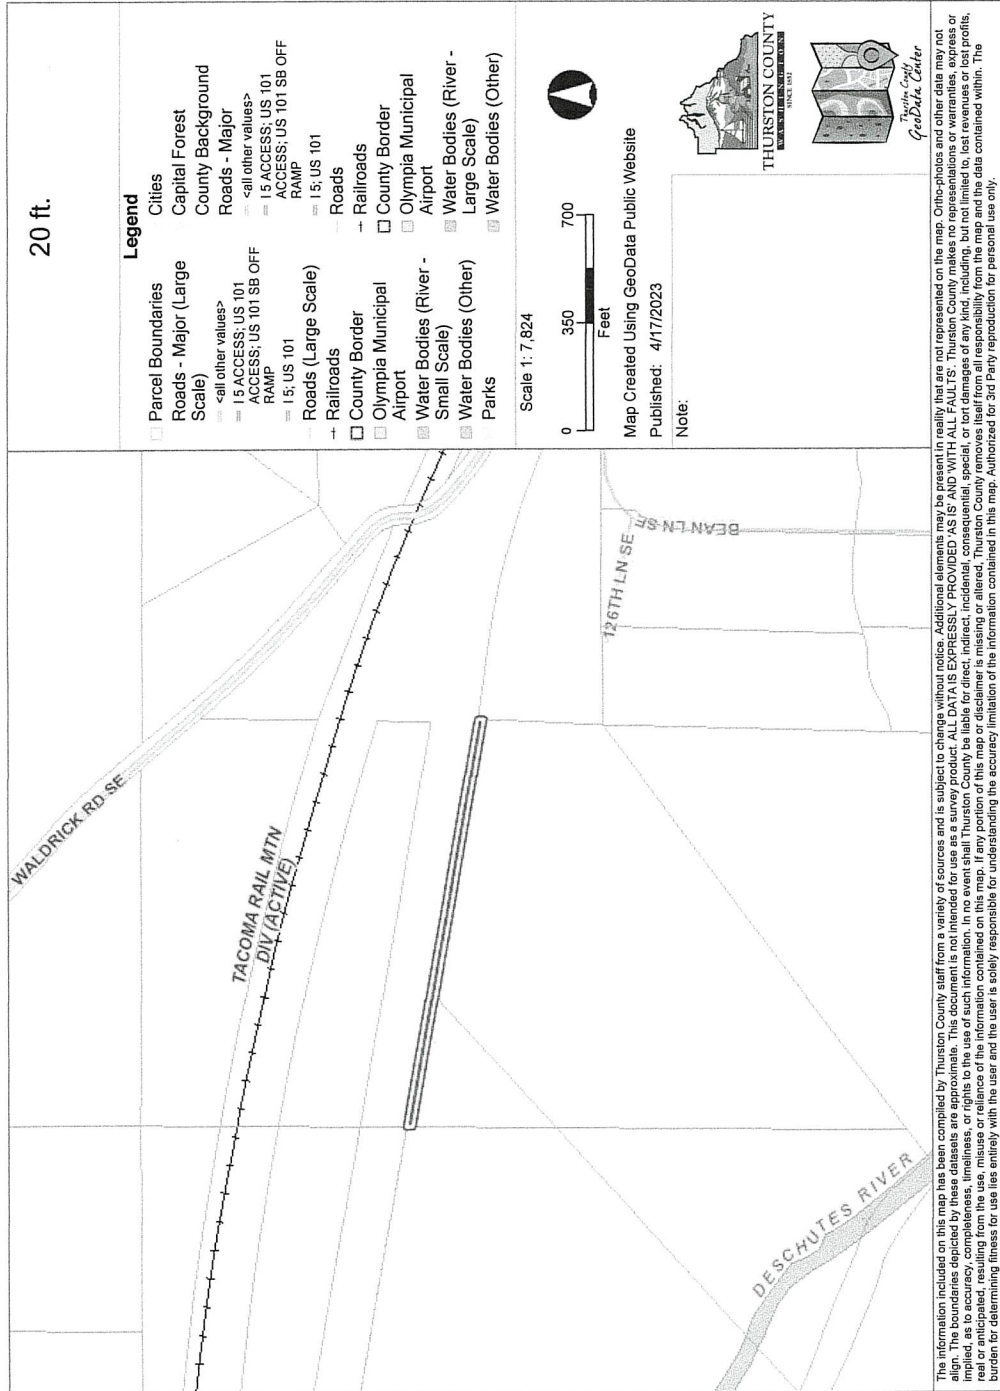 20 ft.
WALDRICK RD SE
TACOMA RAIL MTN
DIV (ACTIVE)
126TH LN SE
BEAN LN SE
DESCHUTES RIVER
Legend
Parcel Boundaries
Roads - Major (Large
Scale)
<all other values>
I 5 ACCESS; US 101
ACCESS; US 101 SB OFF
RAMP
I 5; US 101
Roads (Large Scale)
Railroads
County Border
Olympia Municipal
Airport
Water Bodies (River -
Small Scale)
Water Bodies (Other)
Parks
Cities
Capital Forest
County Background
Roads - Major
<all other values>
I 5 ACCESS; US 101
ACCESS; US 101 SB OFF
RAMP
I 5; US 101
Roads
Railroads
County Border
Olympia Municipal
Airport
Water Bodies (River -
Large Scale)
Water Bodies (Other)
Scale 1: 7,824
0 350 700
Feet
Map Created Using GeoData Public Website
Published: 4/17/2023
Note:
THURSTON COUNTY
WASHINGTON
SINCE 1852
Thurston County
GeoData Center
The information included on this map has been compiled by Thurston County staff from a variety of sources and is subject to change without notice. Additional elements may be present in reality that are not represented on the map. Ortho-photos and other data may not
align. The boundaries depicted by these datasets are approximate. This document is not intended for use as a survey product. ALL DATA IS EXPRESSLY PROVIDED 'AS IS' AND 'WITH ALL FAULTS'. Thurston County makes no representations or warranties, express or
implied, as to accuracy, completeness, timeliness, or rights to the use of such information. In no event shall Thurston County be liable for direct, indirect, incidental, consequential, special, or tort damages of any kind, including, but not limited to, lost revenues or lost profits,
real or anticipated, resulting from the use, misuse or reliance of the information contained on this map. If any portion of this map or disclaimer is missing or altered, Thurston County removes itself from all responsibility from the map and the data contained within. The
burden for determining fitness for use lies entirely with the user and the user is solely responsible for understanding the accuracy limitation of the information contained in this map. Authorized for 3rd Party reproduction for personal use only.